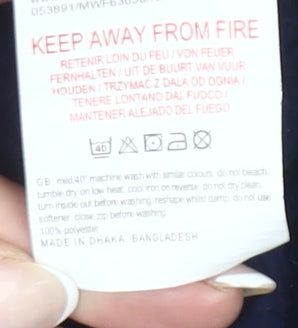 KEEP AWAY FROM FIRE
RETENIR LOIN DU FEU / VON FEUER
FERNHALTEN / UIT DE BUURT VAN VUUR
HOUDEN / TRZYMAĆ Z DALA OD OGNIA /
TENERE LONTANO DAL FUOCO /
MANTENER ALEJADO DEL FUEGO
40
GB: mild 40° machine wash with similar colours. do not bleach.
tumble dry on low heat. cool iron on reverse. do not dry clean.
turn inside out before washing. reshape whilst damp. do not use
softener. close zip before washing.
100% polyester
MADE IN DHAKA, BANGLADESH